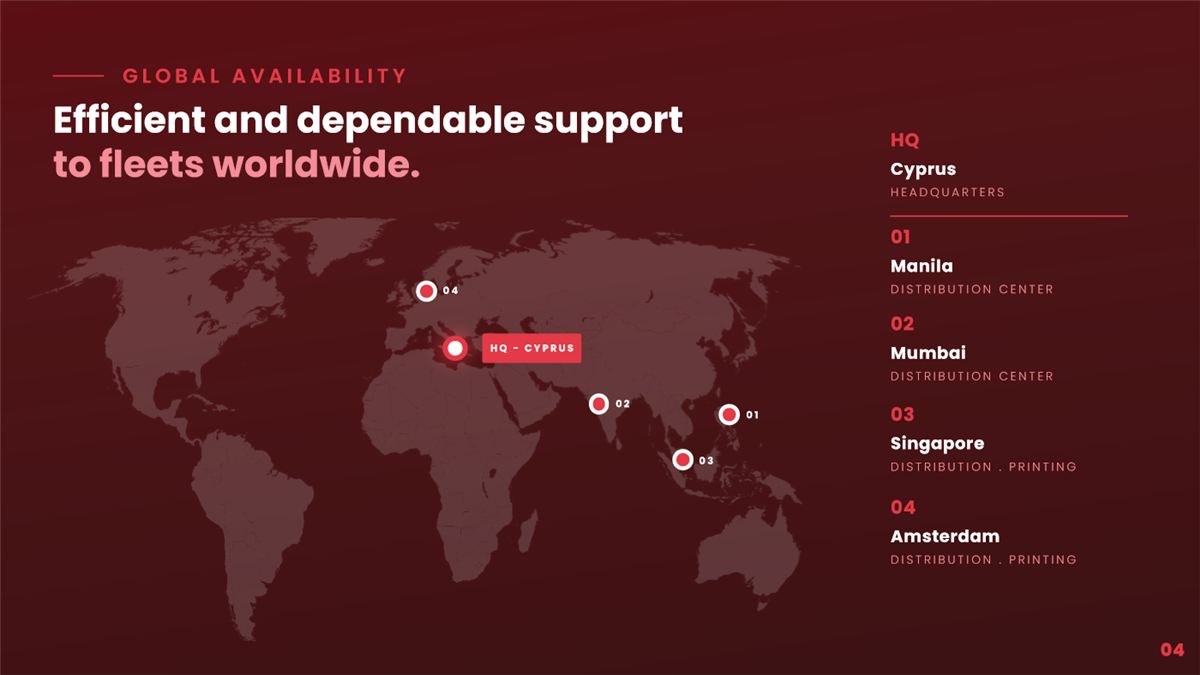 GLOBAL AVAILABILITY
Efficient and dependable support
to fleets worldwide.
04
HQ - CYPRUS
02
01
03
HQ
Cyprus
HEADQUARTERS
01
Manila
DISTRIBUTION CENTER
02
Mumbai
DISTRIBUTION CENTER
03
Singapore
DISTRIBUTION . PRINTING
04
Amsterdam
DISTRIBUTION . PRINTING
04